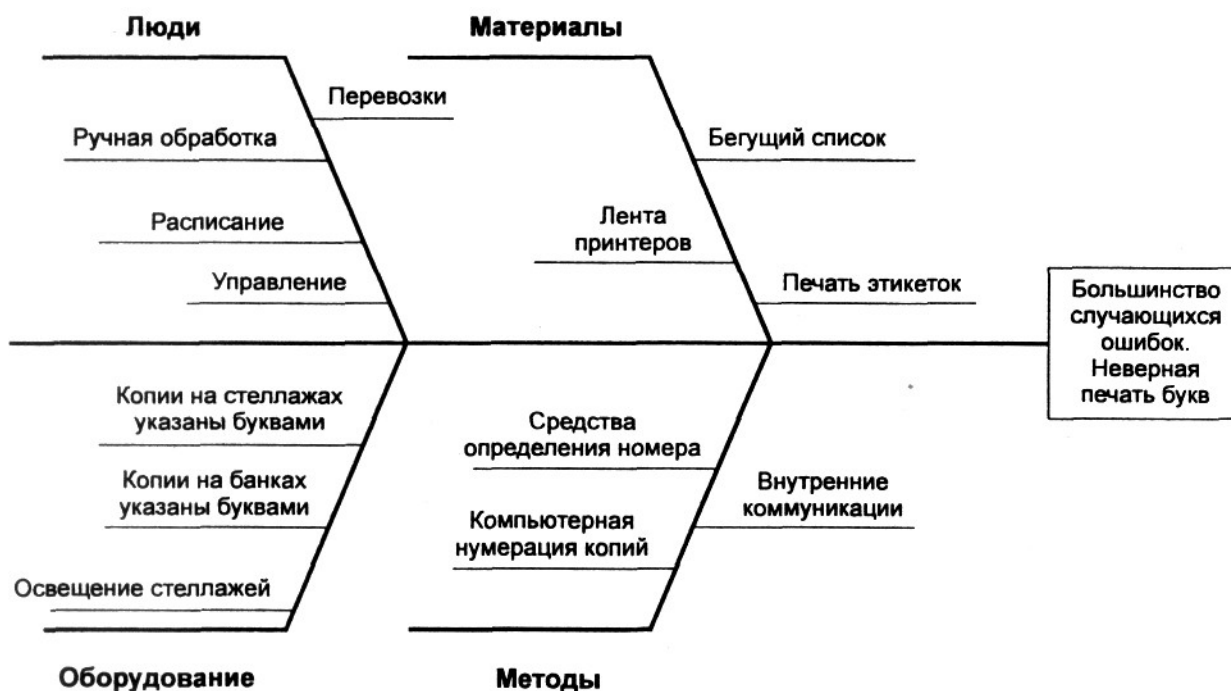 Люди
Материалы
Перевозки
Ручная обработка
Бегущий список
Расписание
Лента
принтеров
Управление
Печать этикеток
Большинство
случающихся
ошибок.
Неверная
печать букв
Копии на стеллажах
указаны буквами
Средства
определения номера
Копии на банках
указаны буквами
Внутренние
коммуникации
Компьютерная
нумерация копий
Освещение стеллажей
Оборудование
Методы